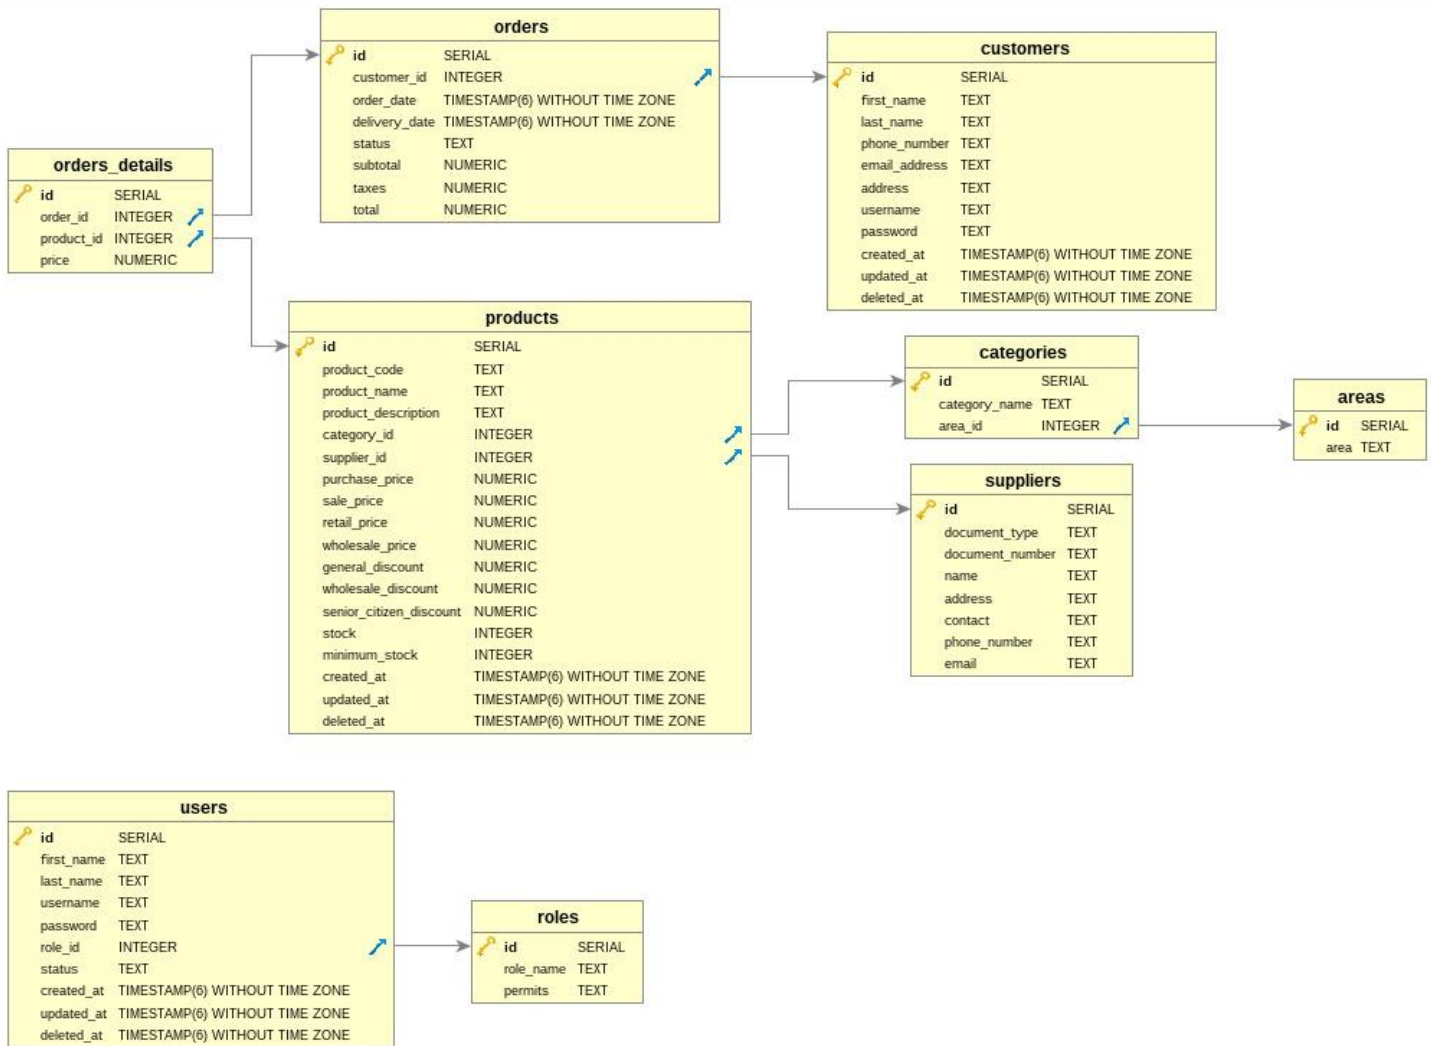 orders
id SERIAL
customer_id INTEGER
order_date TIMESTAMP(6) WITHOUT TIME ZONE
delivery_date TIMESTAMP(6) WITHOUT TIME ZONE
status TEXT
subtotal NUMERIC
taxes NUMERIC
total NUMERIC
customers
id SERIAL
first_name TEXT
last_name TEXT
phone_number TEXT
email_address TEXT
address TEXT
username TEXT
password TEXT
created_at TIMESTAMP(6) WITHOUT TIME ZONE
updated_at TIMESTAMP(6) WITHOUT TIME ZONE
deleted_at TIMESTAMP(6) WITHOUT TIME ZONE
orders_details
id SERIAL
order_id INTEGER
product_id INTEGER
price NUMERIC
products
id SERIAL
product_code TEXT
product_name TEXT
product_description TEXT
category_id INTEGER
supplier_id INTEGER
purchase_price NUMERIC
sale_price NUMERIC
retail_price NUMERIC
wholesale_price NUMERIC
general_discount NUMERIC
wholesale_discount NUMERIC
senior_citizen_discount NUMERIC
stock INTEGER
minimum_stock INTEGER
created_at TIMESTAMP(6) WITHOUT TIME ZONE
updated_at TIMESTAMP(6) WITHOUT TIME ZONE
deleted_at TIMESTAMP(6) WITHOUT TIME ZONE
categories
id SERIAL
category_name TEXT
area_id INTEGER
areas
id SERIAL
area TEXT
suppliers
id SERIAL
document_type TEXT
document_number TEXT
name TEXT
address TEXT
contact TEXT
phone_number TEXT
email TEXT
users
id SERIAL
first_name TEXT
last_name TEXT
username TEXT
password TEXT
role_id INTEGER
status TEXT
created_at TIMESTAMP(6) WITHOUT TIME ZONE
updated_at TIMESTAMP(6) WITHOUT TIME ZONE
deleted_at TIMESTAMP(6) WITHOUT TIME ZONE
roles
id SERIAL
role_name TEXT
permits TEXT